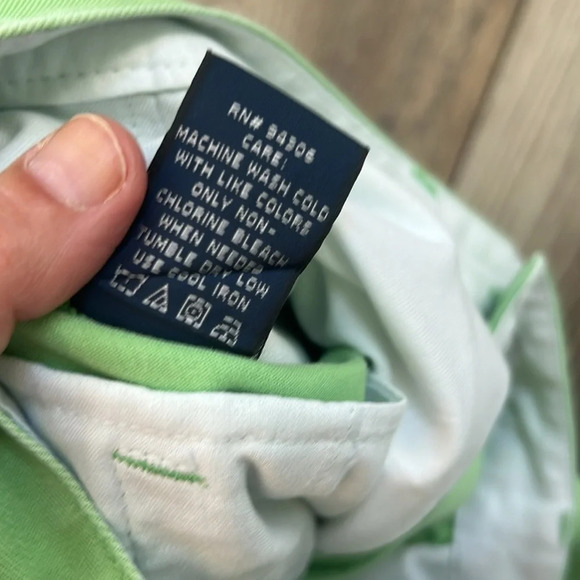 RN# 94306
CARE:
MACHINE WASH COLD
WITH LIKE COLORS
ONLY NON-
CHLORINE BLEACH
WHEN NEEDED
TUMBLE DRY LOW
USE COOL IRON